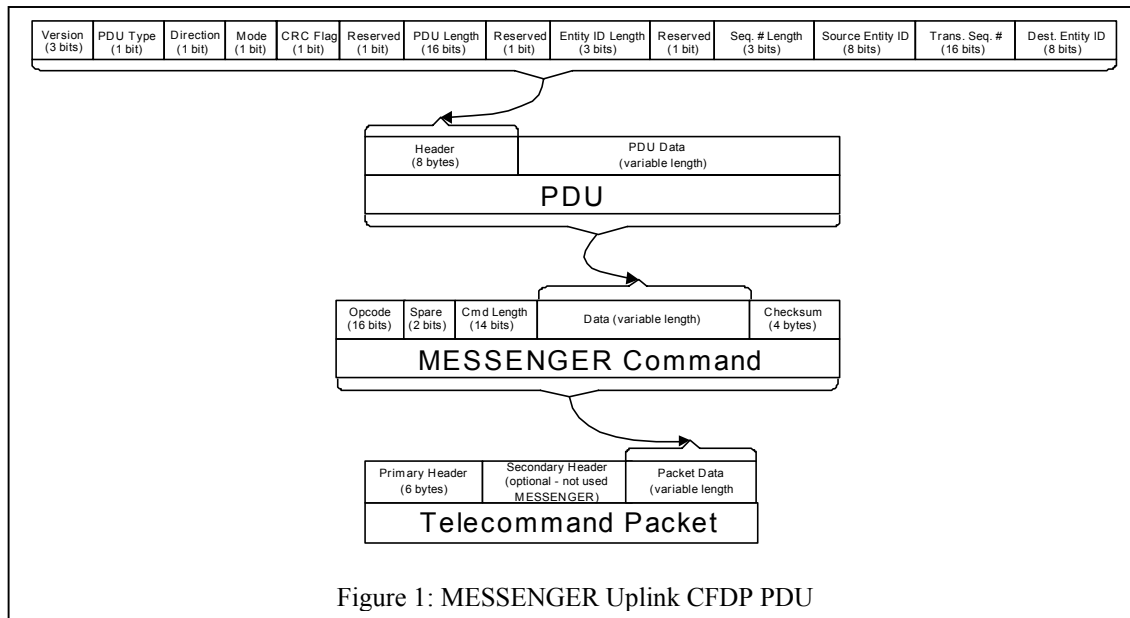 Version PDU Type Direction Mode CRC Flag Reserved PDU Length Reserved Entity ID Length Reserved Seq. # Length Source Entity ID Trans. Seq. # Dest. Entity ID
(3 bits) (1 bit) (1 bit) (1 bit) (1 bit) (1 bit) (16 bits) (1 bit) (3 bits) (1 bit) (3 bits) (8 bits) (16 bits) (8 bits)
Header PDU Data
(8 bytes) (variable length)
PDU
Opcode Spare Cmd Length Data (variable length) Checksum
(16 bits) (2 bits) (14 bits) (4 bytes)
MESSENGER Command
Primary Header Secondary Header Packet Data
(6 bytes) (optional - not used (variable length
MESSENGER)
Telecommand Packet
Figure 1: MESSENGER Uplink CFDP PDU